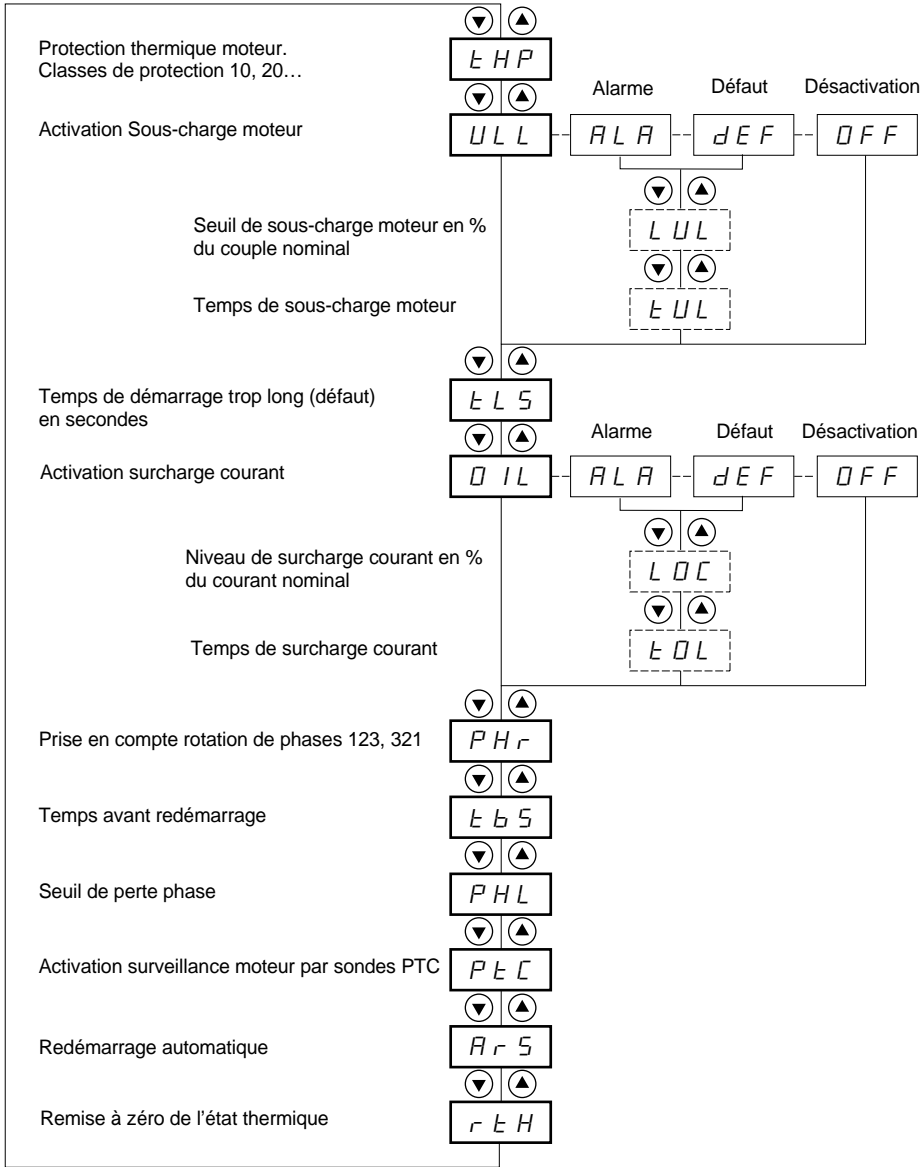 Protection thermique moteur.
Classes de protection 10, 20…
tHP
Alarme Défaut Désactivation
Activation Sous-charge moteur
ULL ALA dEF OFF
Seuil de sous-charge moteur en %
du couple nominal
LUL
Temps de sous-charge moteur
tUL
Temps de démarrage trop long (défaut)
en secondes
tLS
Alarme Défaut Désactivation
Activation surcharge courant
OIL ALA dEF OFF
Niveau de surcharge courant en %
du courant nominal
LOC
Temps de surcharge courant
tOL
Prise en compte rotation de phases 123, 321
PHr
Temps avant redémarrage
tbS
Seuil de perte phase
PHL
Activation surveillance moteur par sondes PTC
PtC
Redémarrage automatique
ArS
Remise à zéro de l’état thermique
rtH